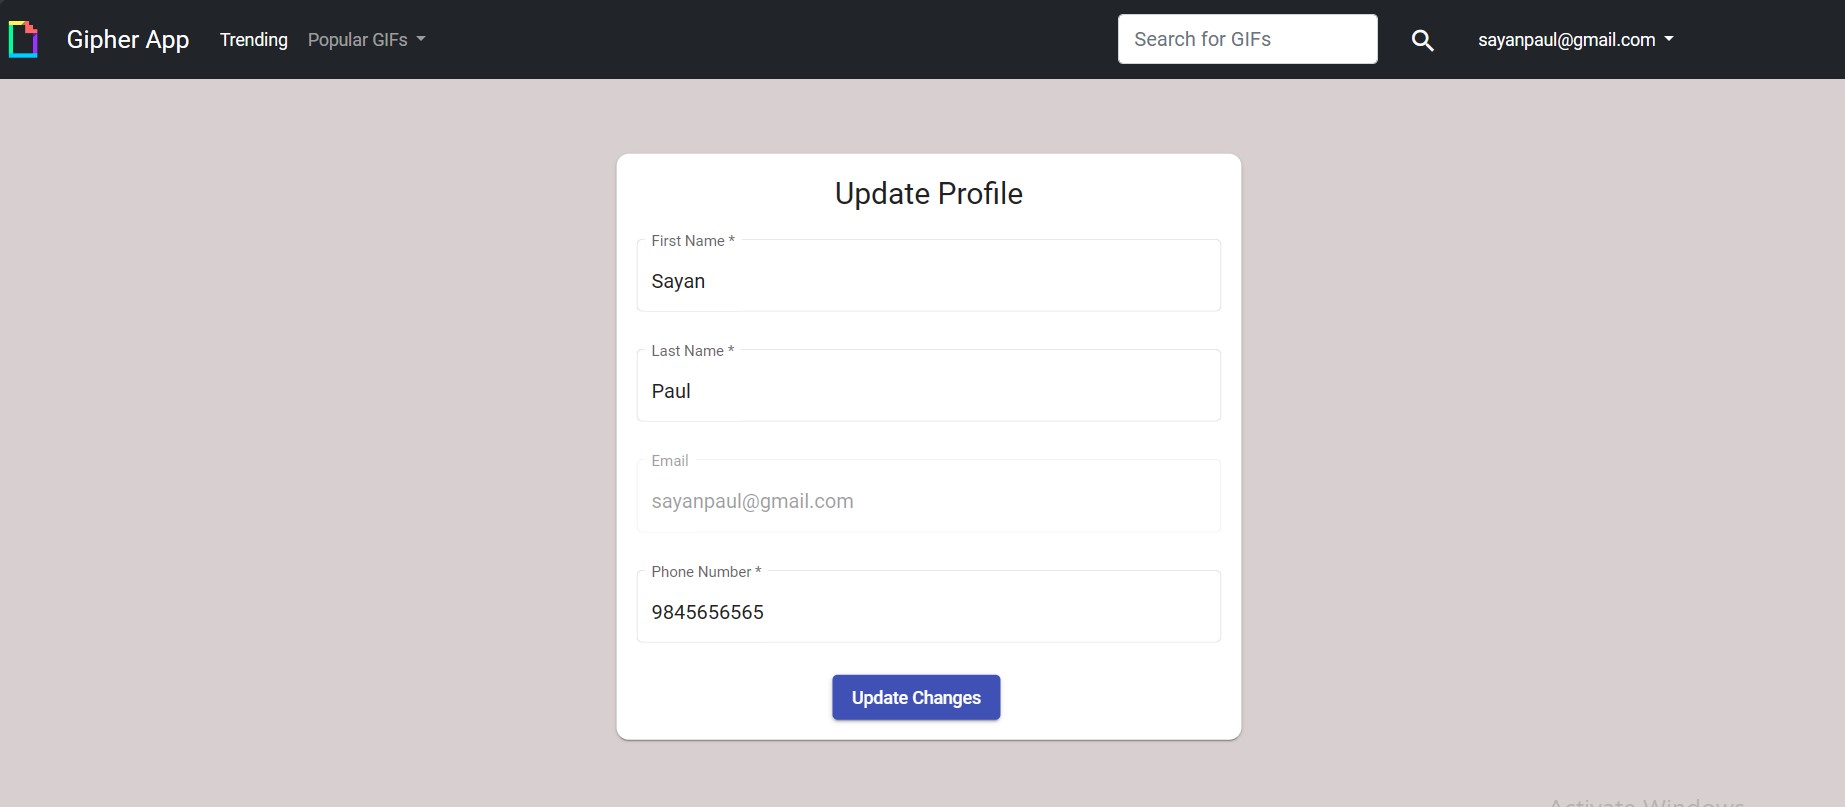 Gipher App Trending Popular GIFs Search for GIFs sayanpaul@gmail.com
Update Profile
First Name *
Sayan
Last Name *
Paul
Email
sayanpaul@gmail.com
Phone Number *
9845656565
Update Changes
Activate Windows